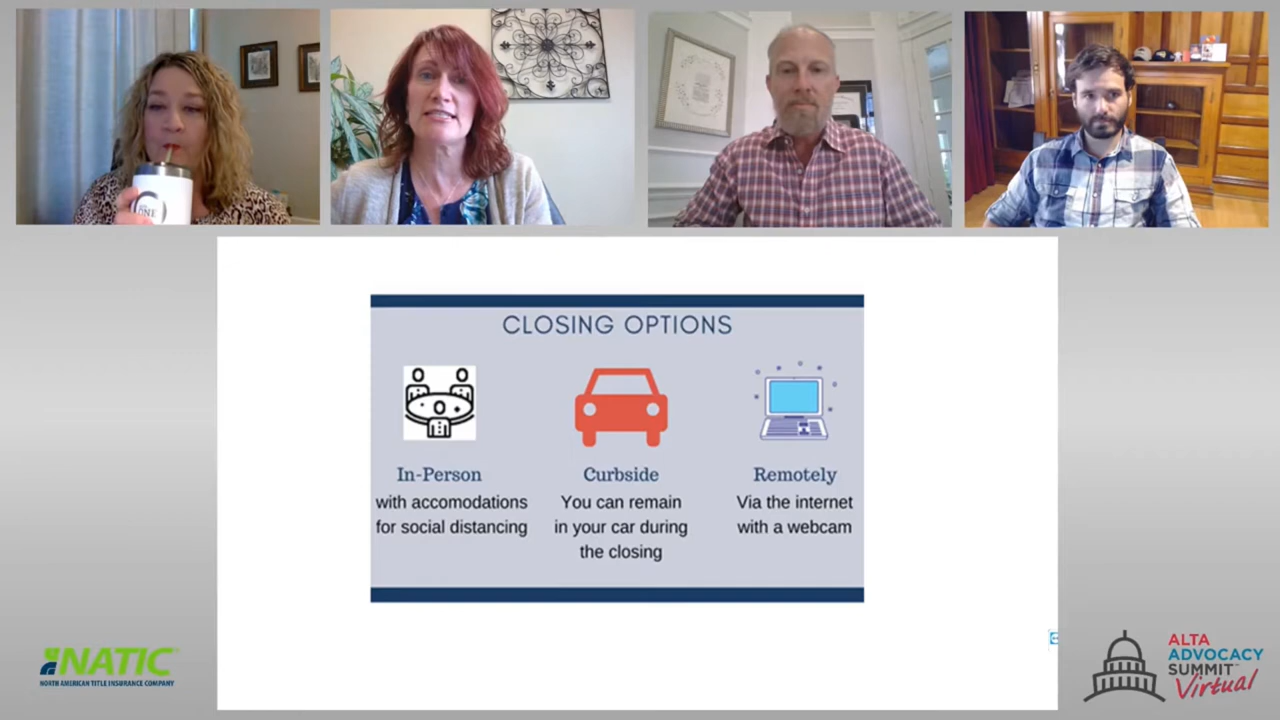 CLOSING OPTIONS
In-Person
with accomodations
for social distancing
Curbside
You can remain
in your car during
the closing
Remotely
Via the internet
with a webcam
NATIC
NORTH AMERICAN TITLE INSURANCE COMPANY
ALTA
ADVOCACY
SUMMIT
Virtual